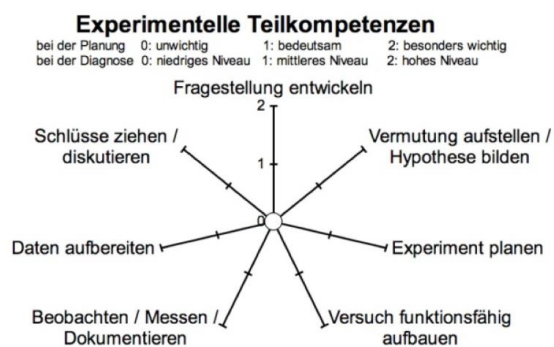 Experimentelle Teilkompetenzen
bei der Planung 0: unwichtig 1: bedeutsam 2: besonders wichtig
bei der Diagnose 0: niedriges Niveau 1: mittleres Niveau 2: hohes Niveau
Fragestellung entwickeln
2
Schlüsse ziehen /
diskutieren
Vermutung aufstellen /
Hypothese bilden
1
0
Daten aufbereiten
Experiment planen
Beobachten / Messen /
Dokumentieren
Versuch funktionsfähig
aufbauen